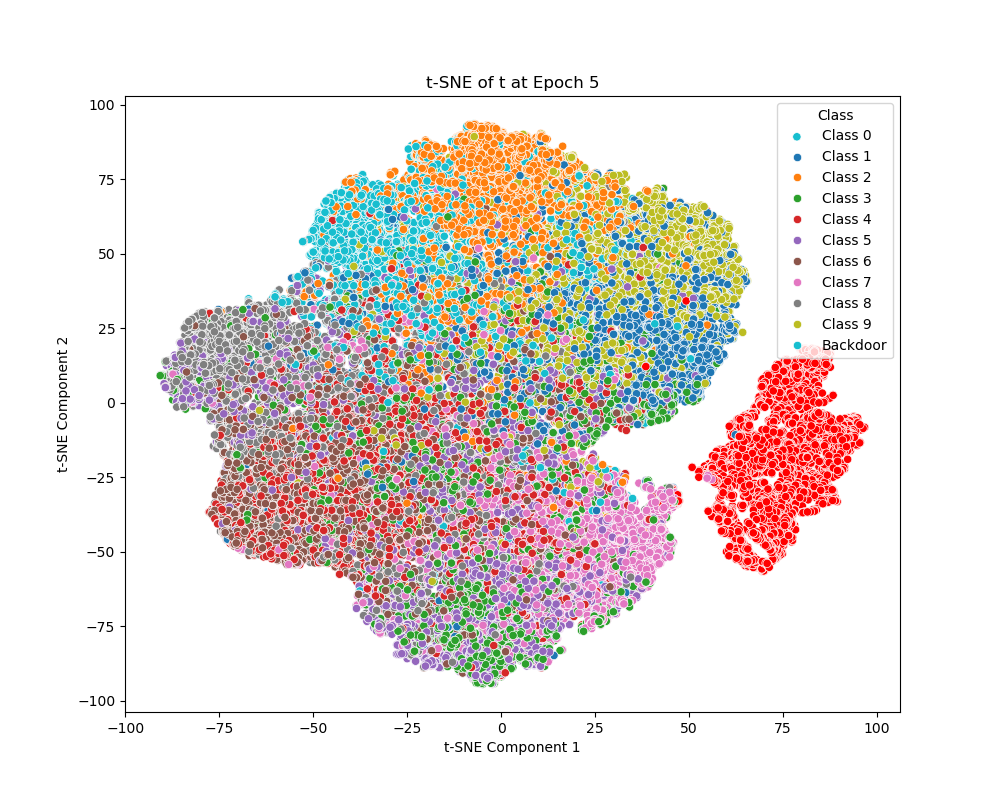 t-SNE of t at Epoch 5
Class
Class 0
Class 1
Class 2
Class 3
Class 4
Class 5
Class 6
Class 7
Class 8
Class 9
Backdoor
t-SNE Component 2
100
75
50
25
0
−25
−50
−75
−100
−100
−75
−50
−25
0
25
50
75
100
t-SNE Component 1